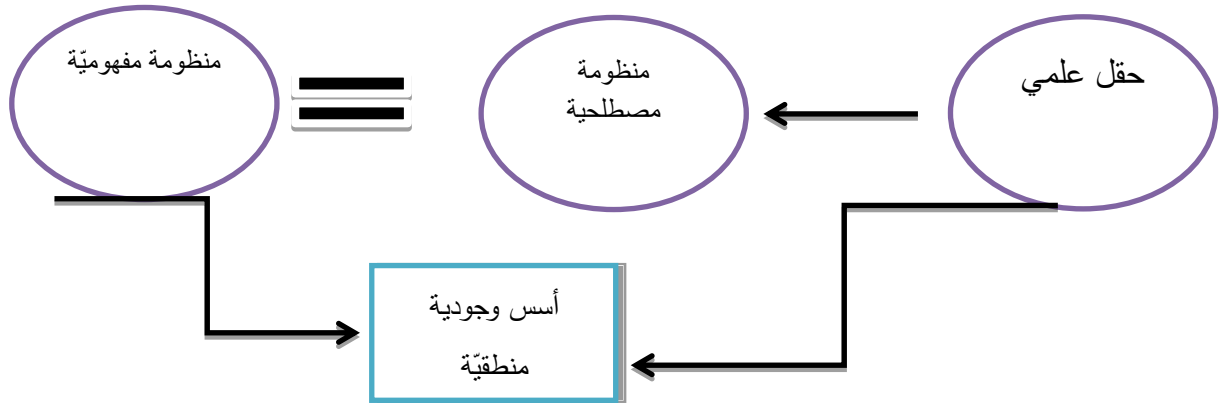 حقل علمي
منظومة
مصطلحية
منظومة مفهوميّة
أسس وجودية
منطقيّة